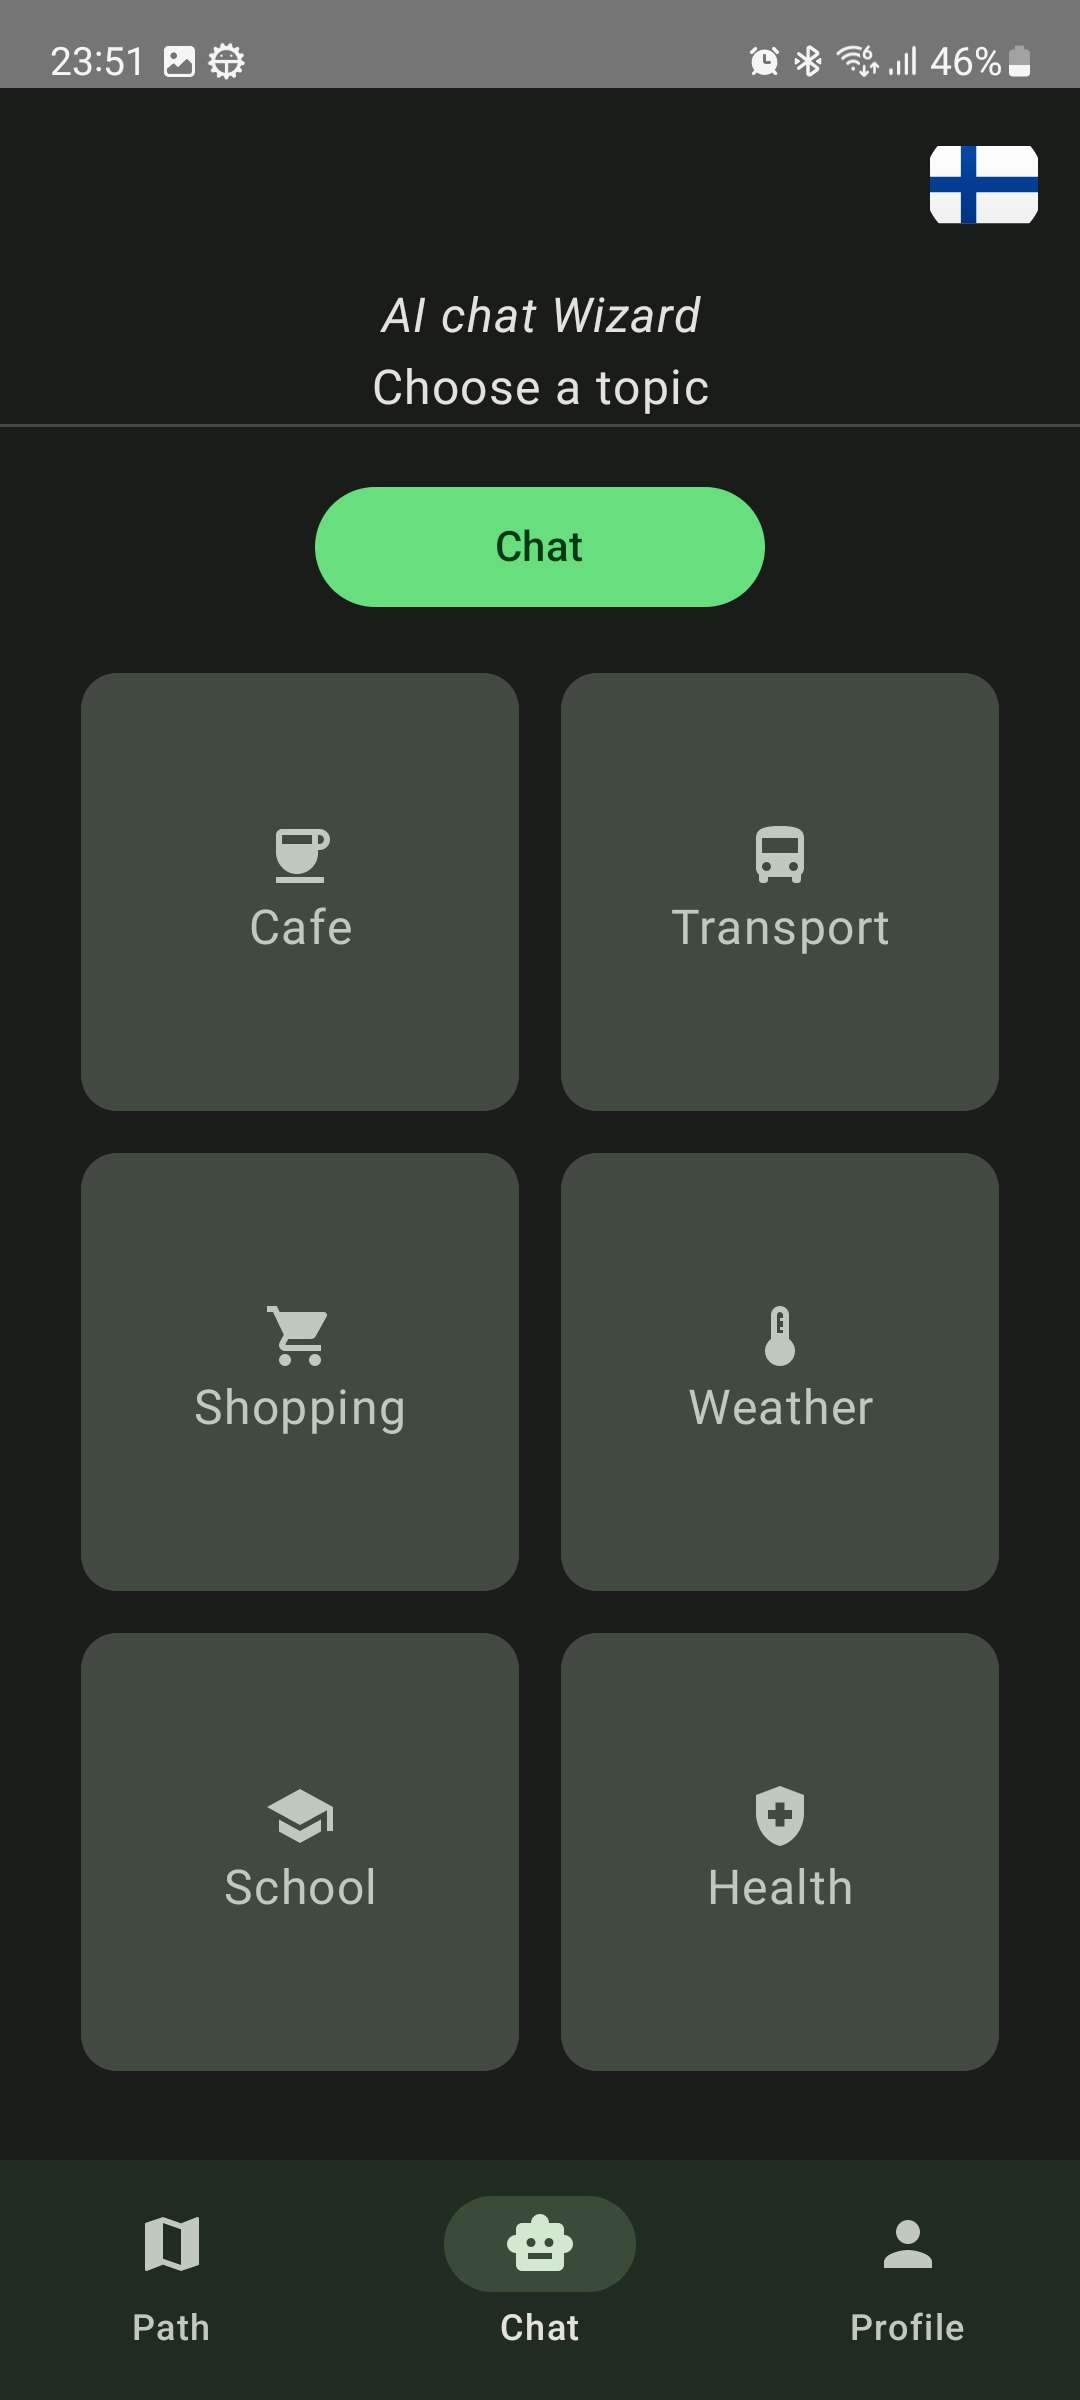 23:51
46%
AI chat Wizard
Choose a topic
Chat
Cafe
Transport
Shopping
Weather
School
Health
Path
Chat
Profile